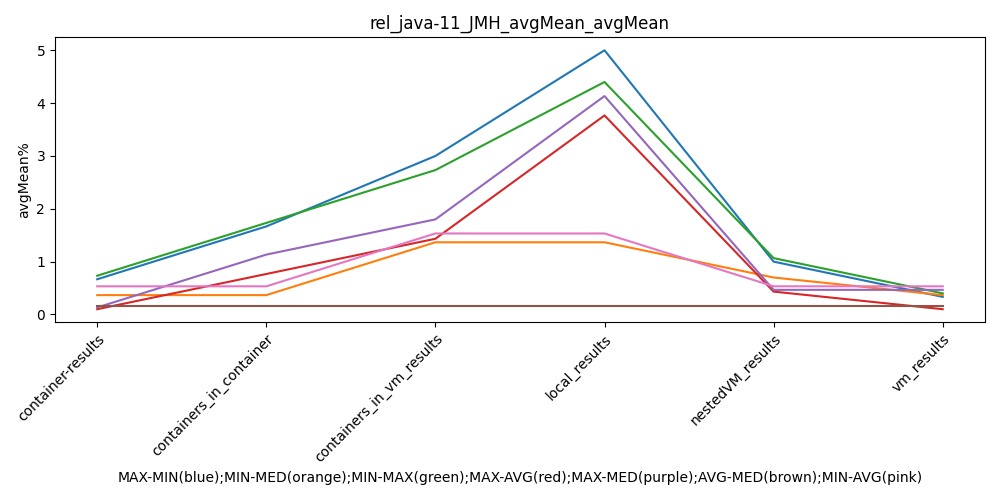 rel_java-11_JMH_avgMean_avgMean
5
4
3
2
1
0
avgMean%
container-results
containers_in_container
containers_in_vm_results
local_results
nestedVM_results
vm_results
MAX-MIN(blue);MIN-MED(orange);MIN-MAX(green);MAX-AVG(red);MAX-MED(purple);AVG-MED(brown);MIN-AVG(pink)